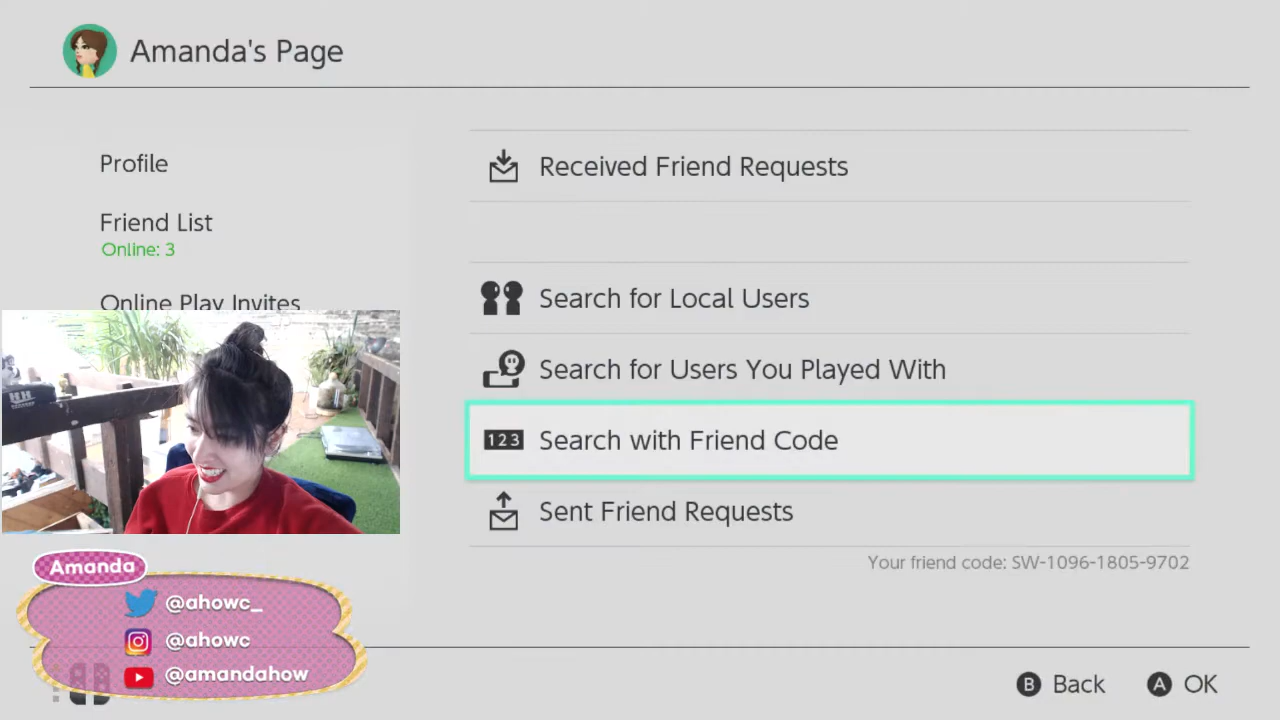 Amanda's Page
Profile
Friend List
Online: 3
Online Play Invites
Received Friend Requests
Search for Local Users
Search for Users You Played With
123 Search with Friend Code
Sent Friend Requests
Your friend code: SW-1096-1805-9702
Amanda
@ahowc_
@ahowc
@amandahow
B Back A OK